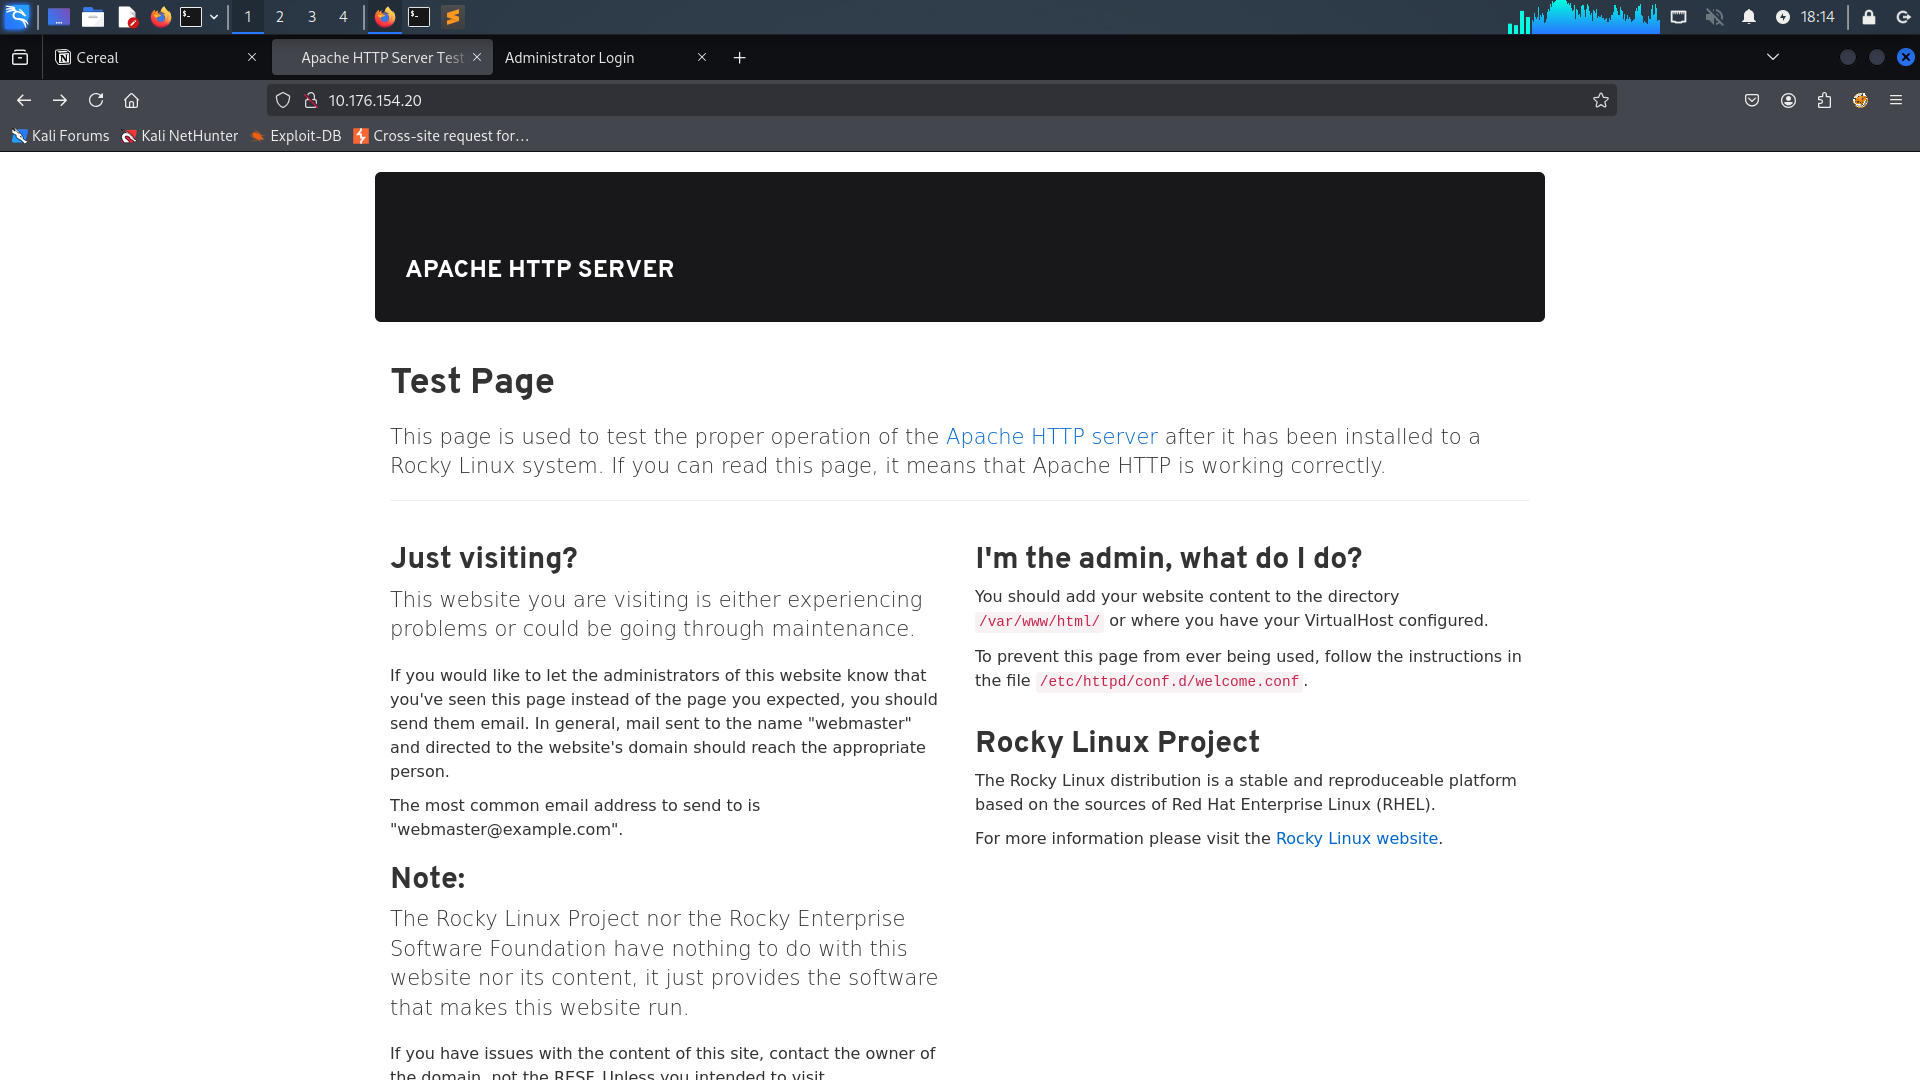 1 2 3 4 18:14
Cereal Apache HTTP Server Test Administrator Login
10.176.154.20
Kali Forums Kali NetHunter Exploit-DB Cross-site request for…
APACHE HTTP SERVER
Test Page
This page is used to test the proper operation of the Apache HTTP server after it has been installed to a
Rocky Linux system. If you can read this page, it means that Apache HTTP is working correctly.
Just visiting?
This website you are visiting is either experiencing
problems or could be going through maintenance.
If you would like to let the administrators of this website know that
you've seen this page instead of the page you expected, you should
send them email. In general, mail sent to the name "webmaster"
and directed to the website's domain should reach the appropriate
person.
The most common email address to send to is
"webmaster@example.com".
Note:
The Rocky Linux Project nor the Rocky Enterprise
Software Foundation have nothing to do with this
website nor its content, it just provides the software
that makes this website run.
If you have issues with the content of this site, contact the owner of
the domain, not the RESF. Unless you intended to visit
I'm the admin, what do I do?
You should add your website content to the directory
/var/www/html/ or where you have your VirtualHost configured.
To prevent this page from ever being used, follow the instructions in
the file /etc/httpd/conf.d/welcome.conf.
Rocky Linux Project
The Rocky Linux distribution is a stable and reproduceable platform
based on the sources of Red Hat Enterprise Linux (RHEL).
For more information please visit the Rocky Linux website.